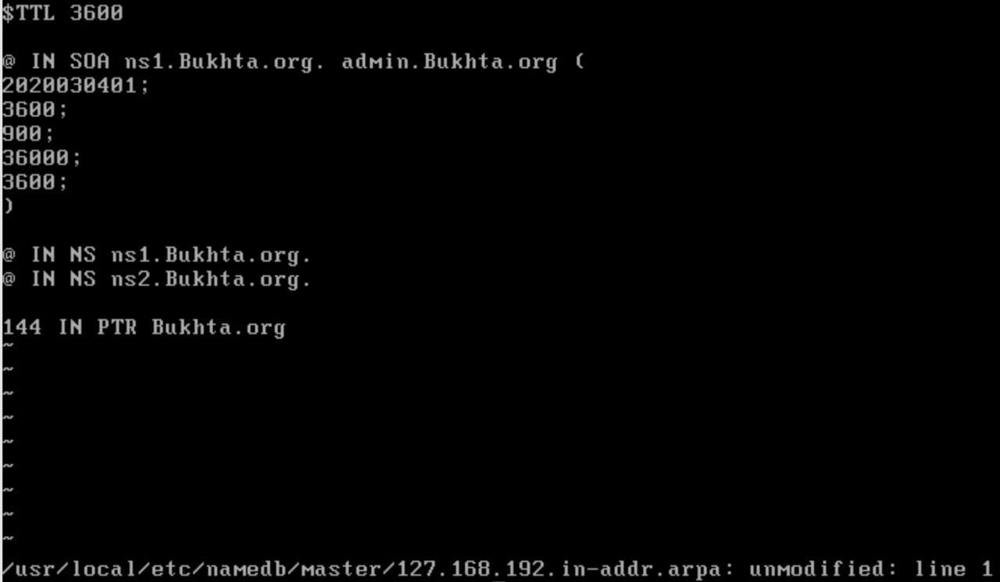 $TTL 3600
@ IN SOA ns1.Bukhta.org. admin.Bukhta.org (
2020030401;
3600;
900;
36000;
3600;
)
@ IN NS ns1.Bukhta.org.
@ IN NS ns2.Bukhta.org.
144 IN PTR Bukhta.org
~
~
~
~
~
~
~
~
~
/usr/local/etc/namedb/master/127.168.192.in-addr.arpa: unmodified: line 1